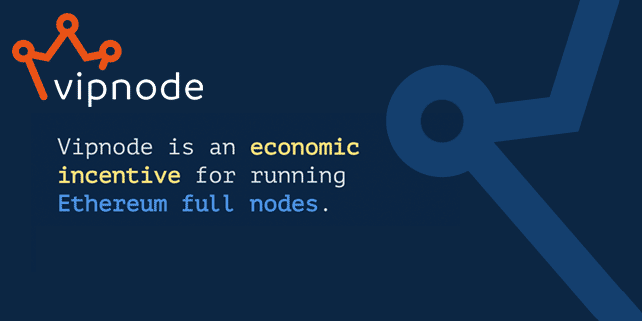 vipnode
Vipnode is an economic
incentive for running
Ethereum full nodes.